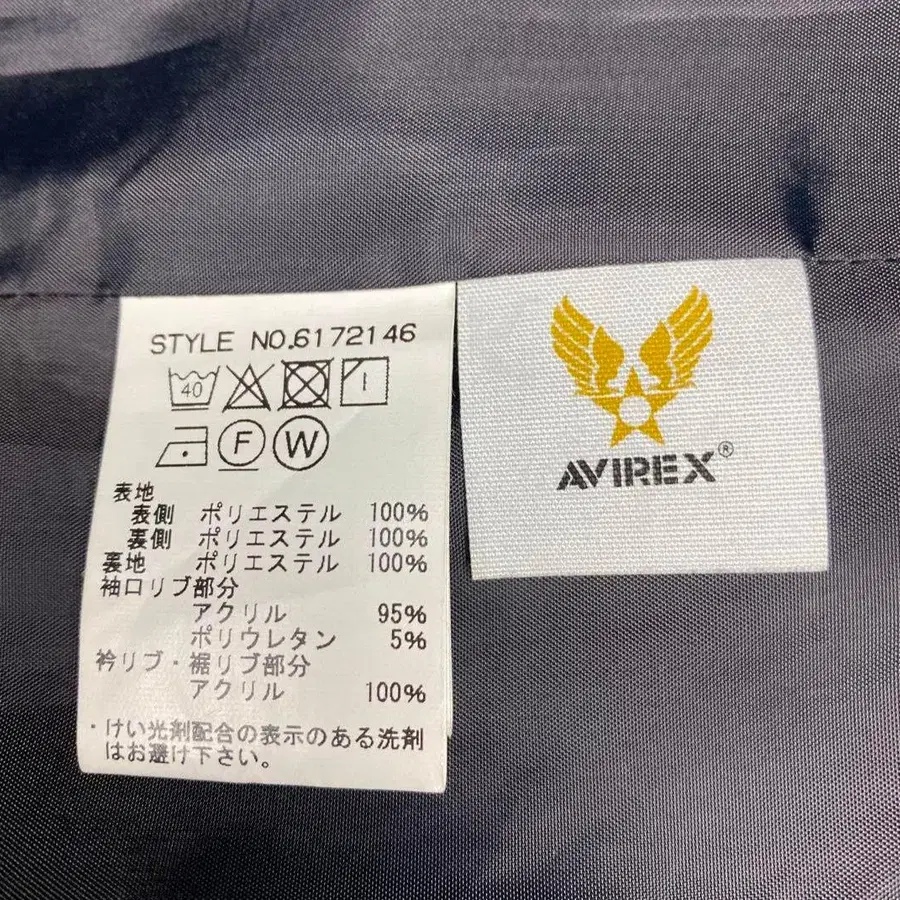 STYLE NO.6172146
40
F W
表地
表側 ポリエステル 100%
裏側 ポリエステル 100%
裏地 ポリエステル 100%
袖口リブ部分
アクリル 95%
ポリウレタン 5%
衿リブ・裾リブ部分
アクリル 100%
・けい光剤配合の表示のある洗剤
はお避け下さい。
AVIREX®